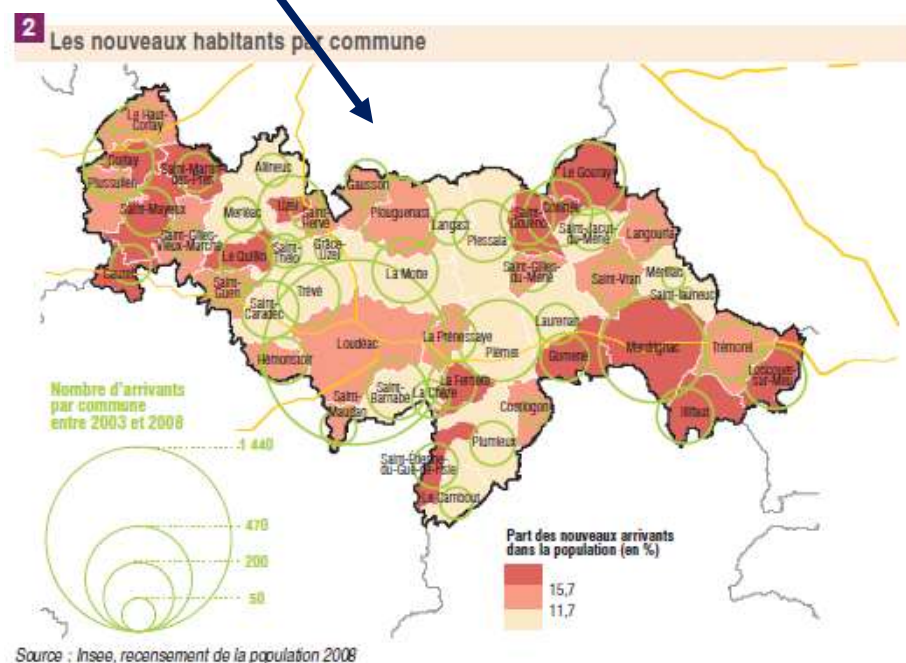 2
Les nouveaux habitants par commune
Le Haut-
Corlay
Corlay
Saint-Martin-
des-Prés
Plussulien
Allineuc
Saint-Mayeux
Merléac
Uzel
Saint-
Hervé
Gausson
Plouguenast
Langast
Plessala
Saint-
Gouéno
Le Gouray
Collinée
Saint-Jacut-
du-Mené
Langourla
Saint-Gilles-
Vieux-Marché
Le Quillio
Saint-
Thélo
Grâce-
Uzel
La Motte
Saint-Gilles-
du-Mené
Saint-Vran
Mérillac
Saint-Launeuc
Caurel
Saint-
Guen
Saint-
Caradec
Trévé
Hémonstoir
Loudéac
La Prénessaye
Plémet
Laurenan
Gomené
Merdrignac
Trémorel
Loscouët-
sur-Meu
Illifaut
Saint-
Maudan
Saint-
Barnabé
La Chèze
La Ferrière
Coëtlogon
Plumieux
Saint-Étienne-
du-Gué-de-l'Isle
Le Cambout
Nombre d'arrivants
par commune
entre 2003 et 2008
1 440
470
200
50
Part des nouveaux arrivants
dans la population (en %)
15,7
11,7
Source : Insee, recensement de la population 2008